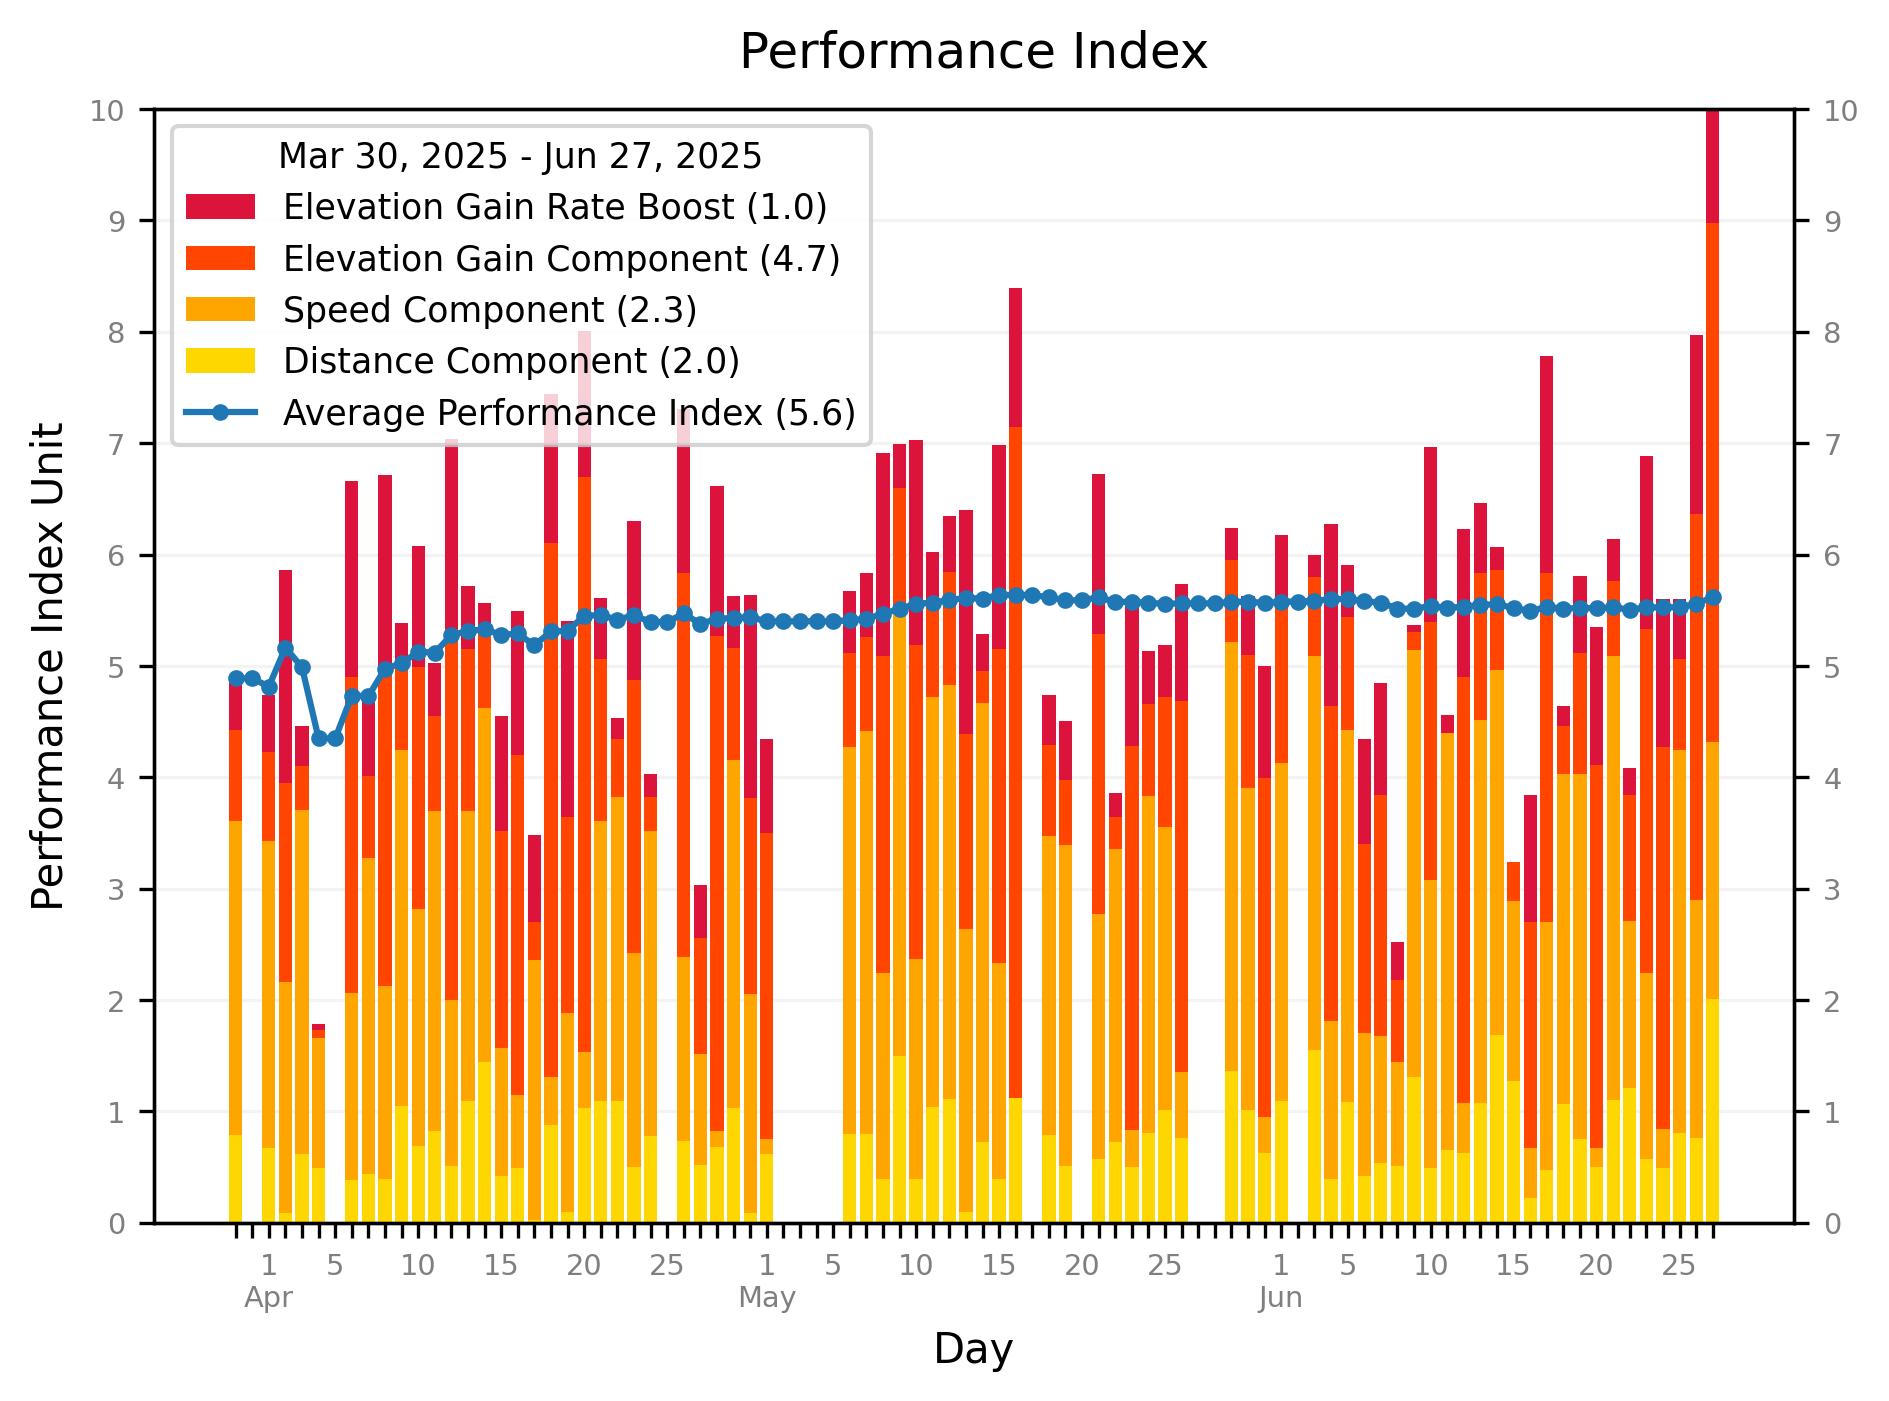 Performance Index
Mar 30, 2025 - Jun 27, 2025
Elevation Gain Rate Boost (1.0)
Elevation Gain Component (4.7)
Speed Component (2.3)
Distance Component (2.0)
Average Performance Index (5.6)
Performance Index Unit
10 10
9 9
8 8
7 7
6 6
5 5
4 4
3 3
2 2
1 1
0 0
1 5 10 15 20 25 1 5 10 15 20 25 1 5 10 15 20 25
Apr May Jun
Day